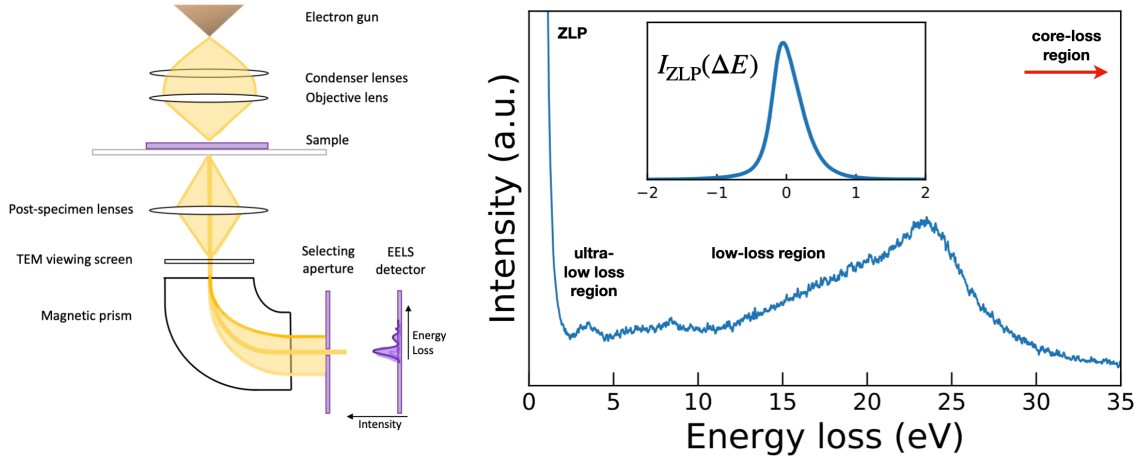 Electron gun
Condenser lenses
Objective lens
Sample
Post-specimen lenses
TEM viewing screen
Selecting
aperture
EELS
detector
Magnetic prism
Energy
Loss
Intensity
ZLP
core-loss
region
I_ZLP(ΔE)
−2 −1 0 1 2
ultra-
low loss
region
low-loss region
Intensity (a.u.)
0 5 10 15 20 25 30 35
Energy loss (eV)